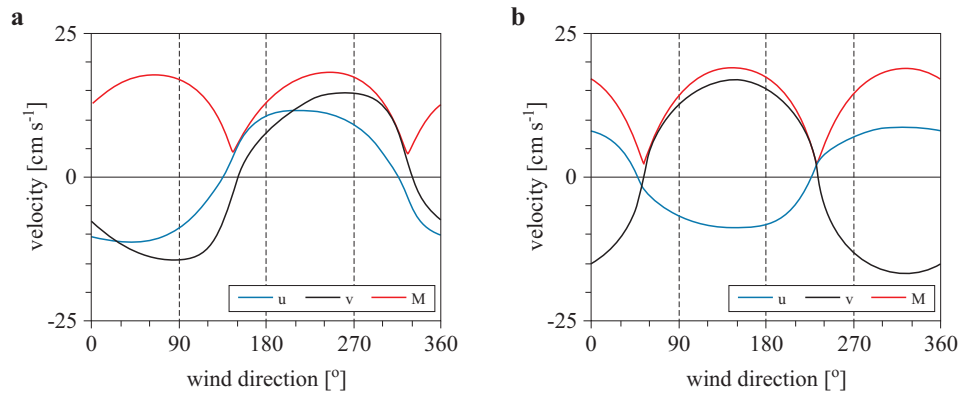 a
25
0
-25
velocity [cm s⁻¹]
u v M
0 90 180 270 360
wind direction [º]
b
25
0
-25
velocity [cm s⁻¹]
u v M
0 90 180 270 360
wind direction [º]